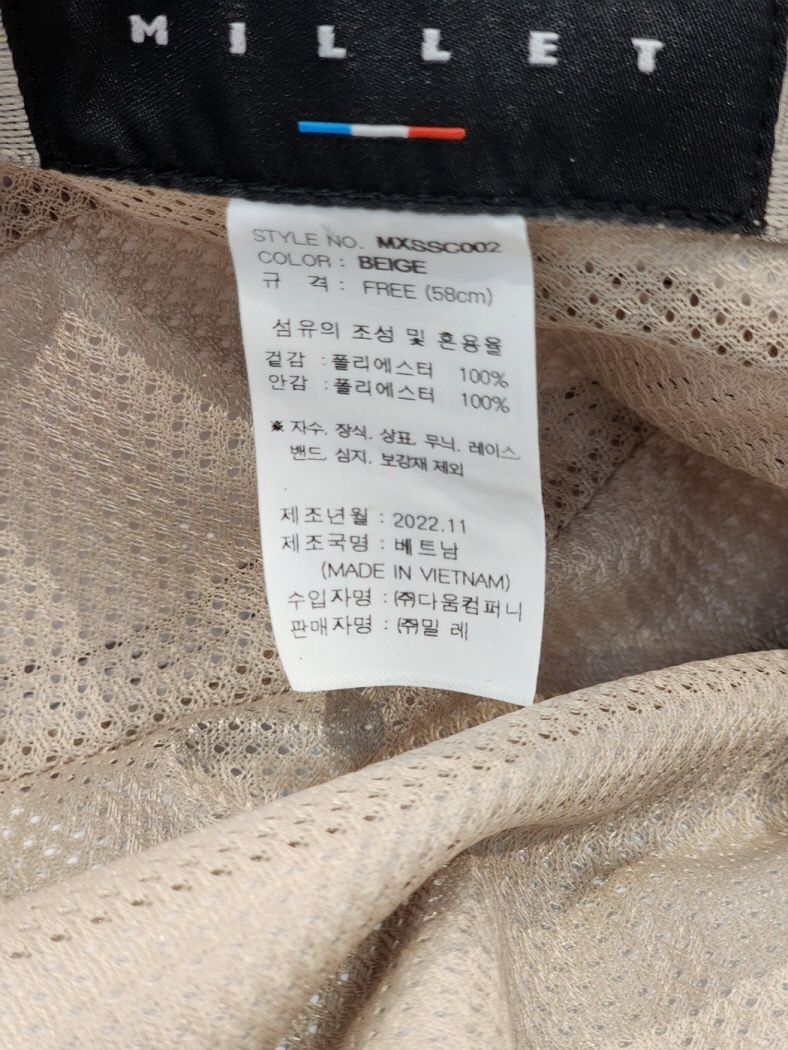 MILLET
STYLE NO. MXSSC002
COLOR : BEIGE
규 격 : FREE (58cm)
섬유의 조성 및 혼용율
겉감 : 폴리에스터 100%
안감 : 폴리에스터 100%
※ 자수, 장식, 상표, 무늬, 레이스
밴드, 심지, 보강재 제외
제조년월 : 2022.11
제조국명 : 베트남
(MADE IN VIETNAM)
수입자명 : ㈜다움컴퍼니
판매자명 : ㈜밀 레